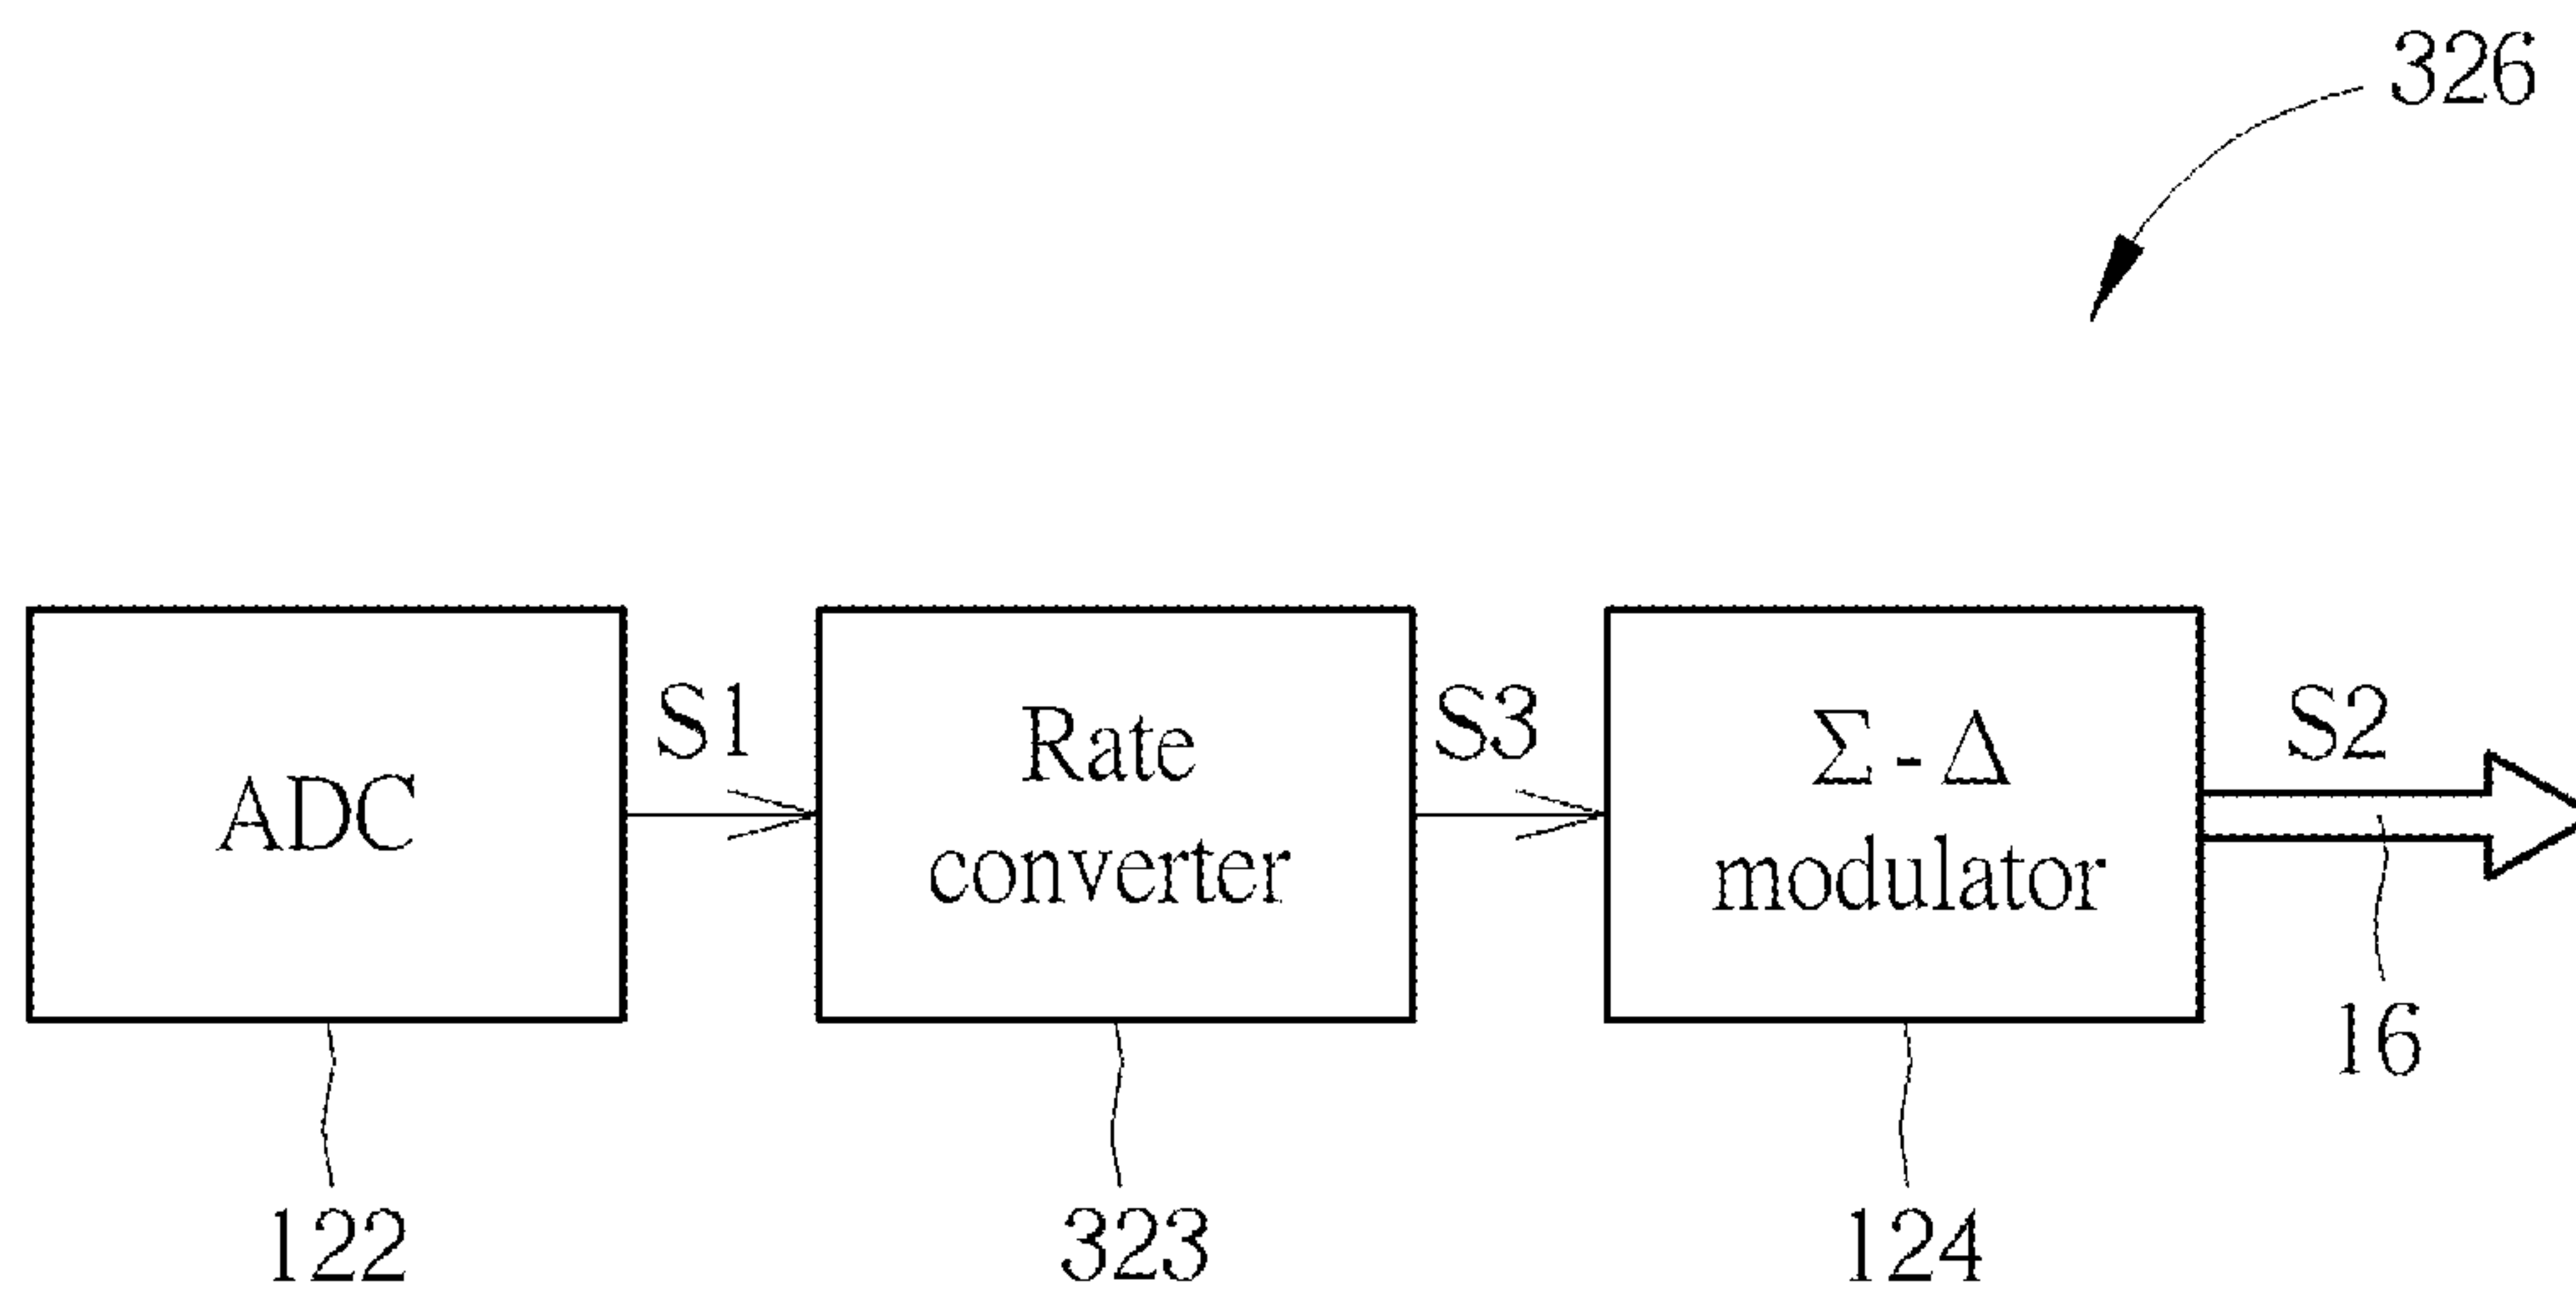 326
ADC
S1
Rate
converter
S3
Σ-Δ
modulator
S2
16
122
323
124